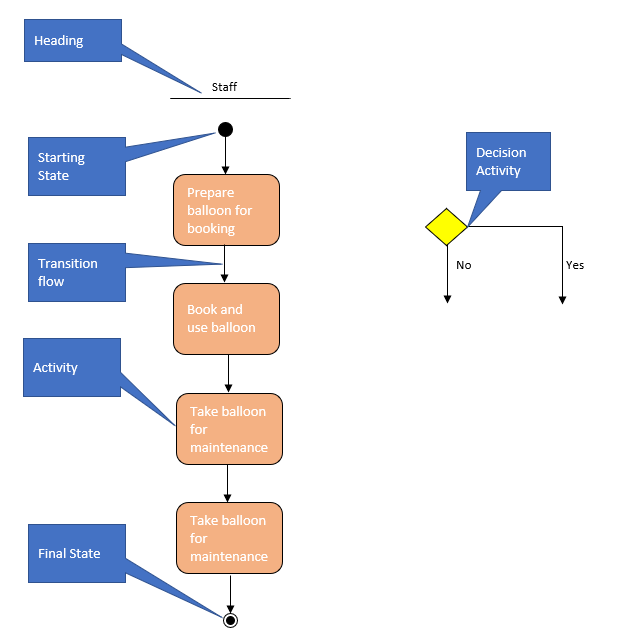 Heading
Staff
Starting
State
Prepare
balloon for
booking
Transition
flow
Book and
use balloon
Activity
Take balloon
for
maintenance
Take balloon
for
maintenance
Final State
Decision
Activity
No
Yes